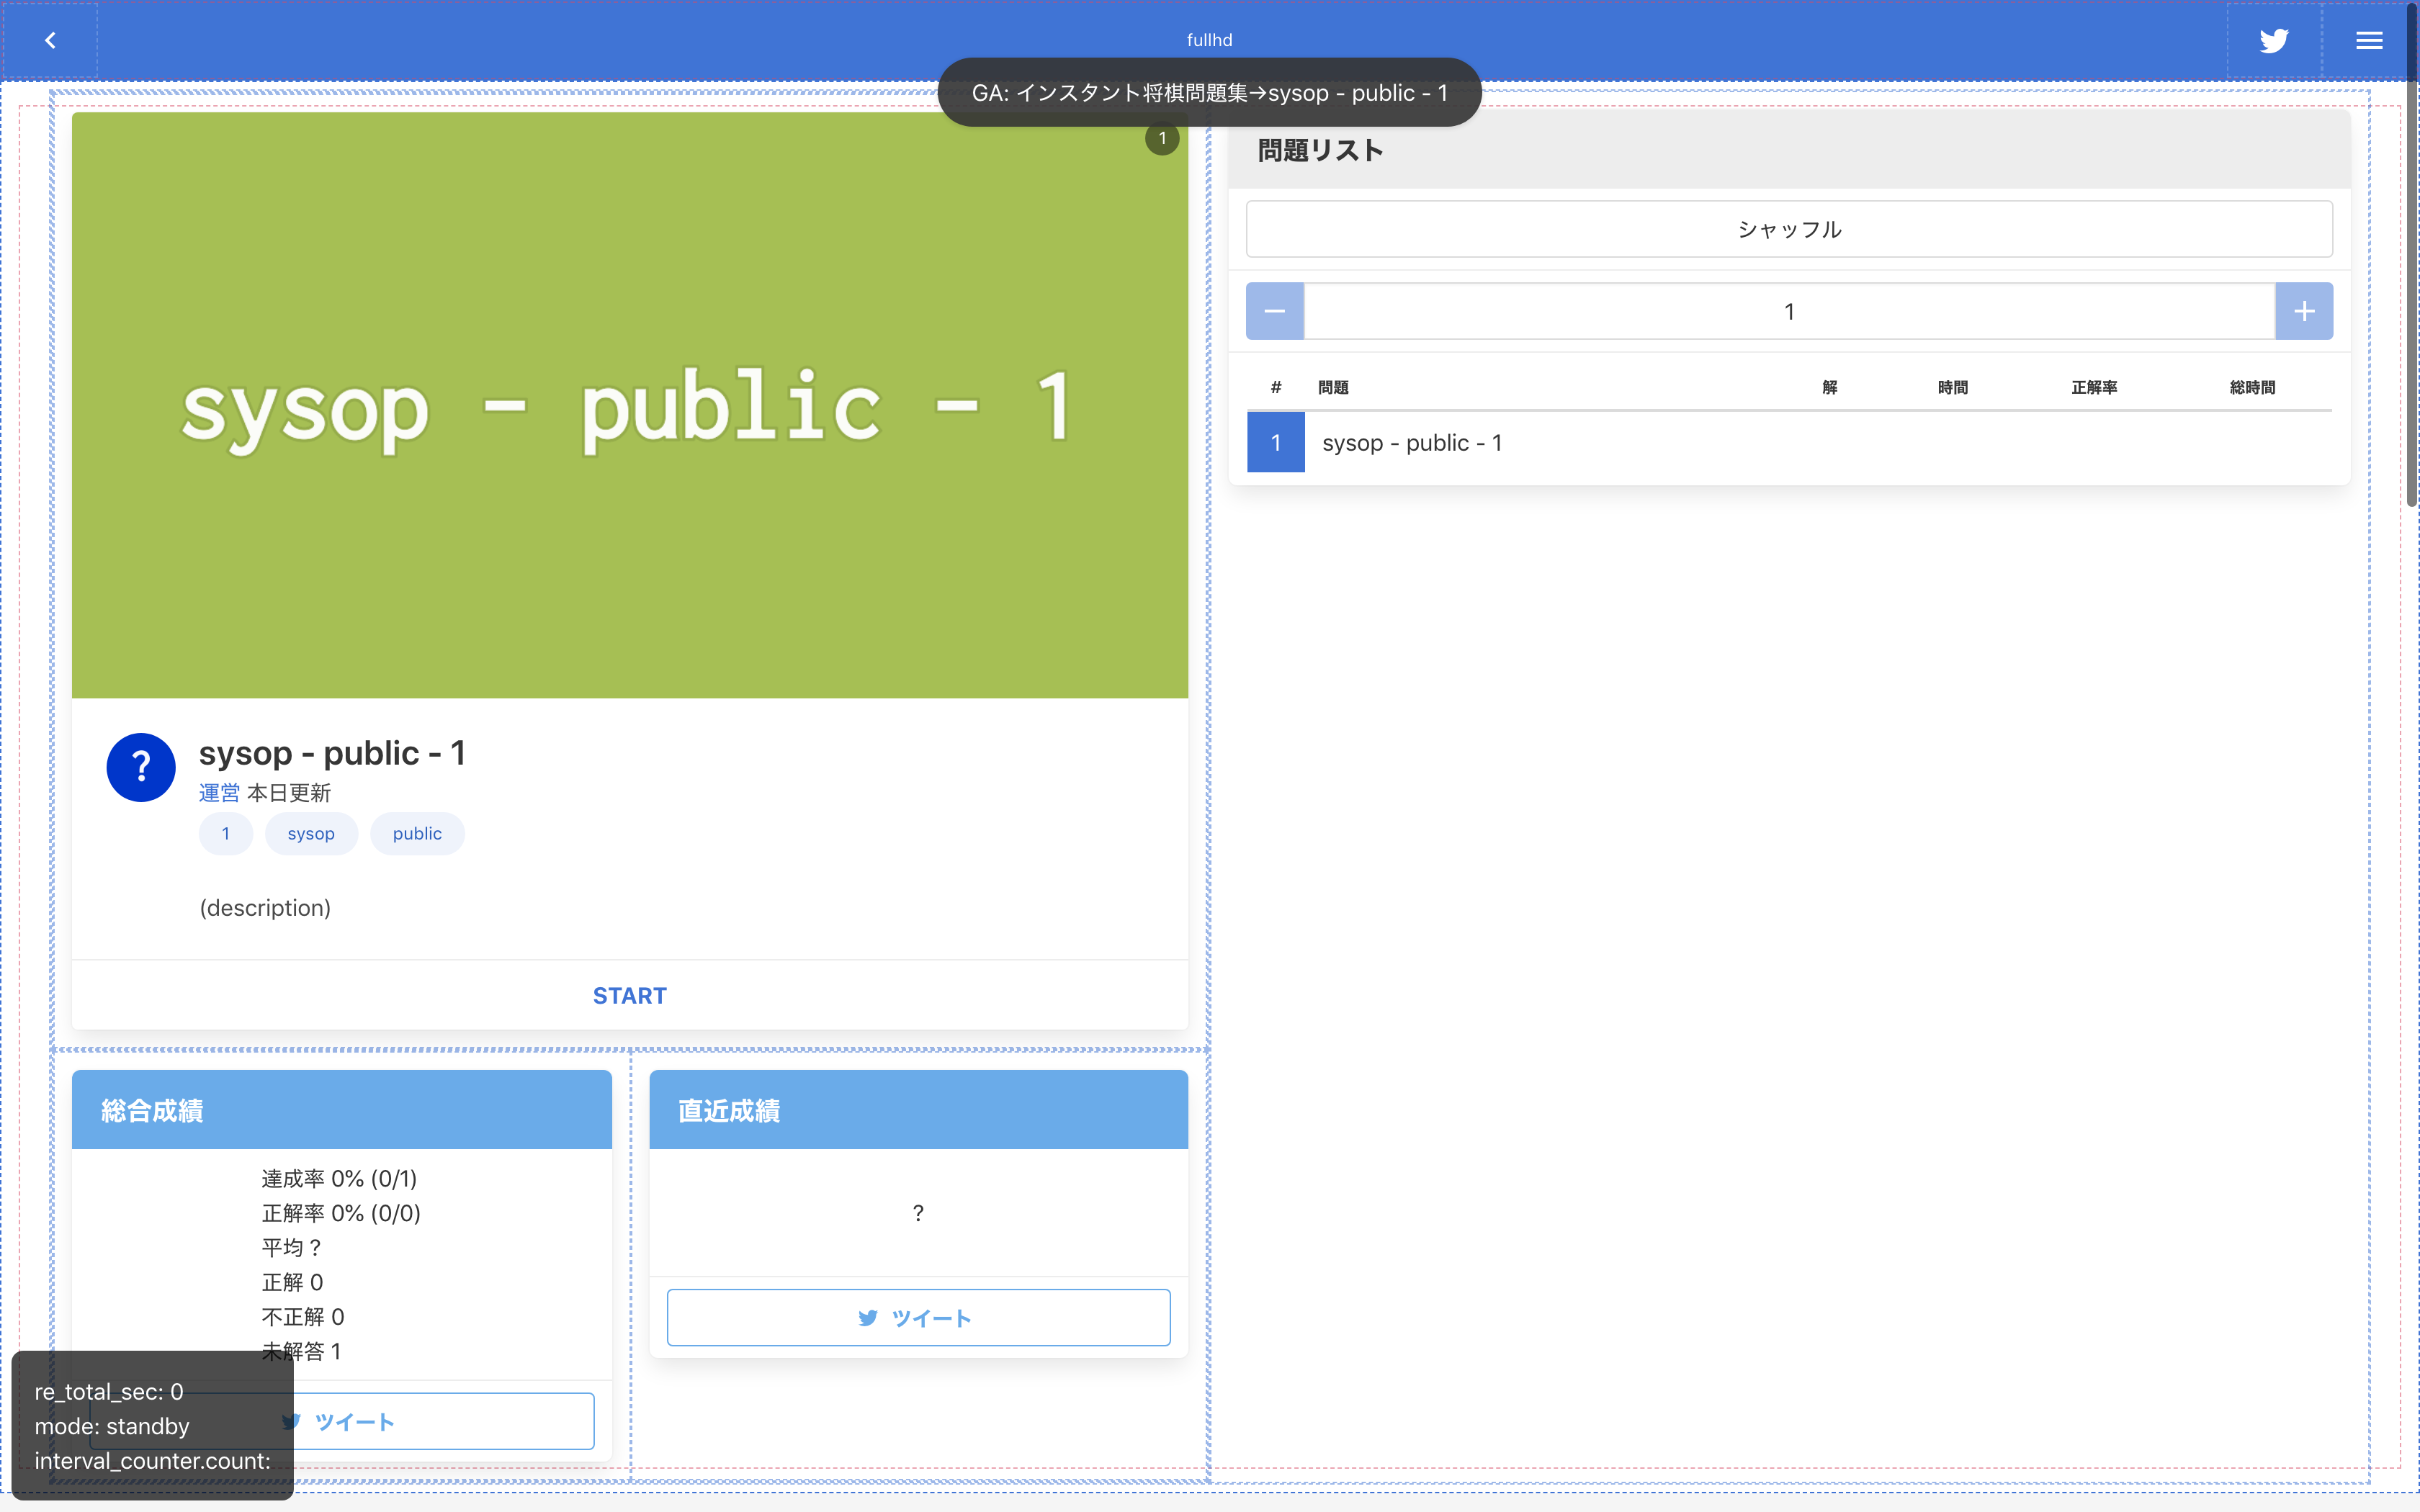 fullhd
GA: インスタント将棋問題集→sysop - public - 1
1
sysop - public - 1
?
sysop - public - 1
運営 本日更新
1 sysop public
(description)
START
総合成績
達成率 0% (0/1)
正解率 0% (0/0)
平均 ?
正解 0
不正解 0
未解答 1
ツイート
直近成績
?
ツイート
re_total_sec: 0
mode: standby
interval_counter.count:
問題リスト
シャッフル
1
# 問題 解 時間 正解率 総時間
1 sysop - public - 1